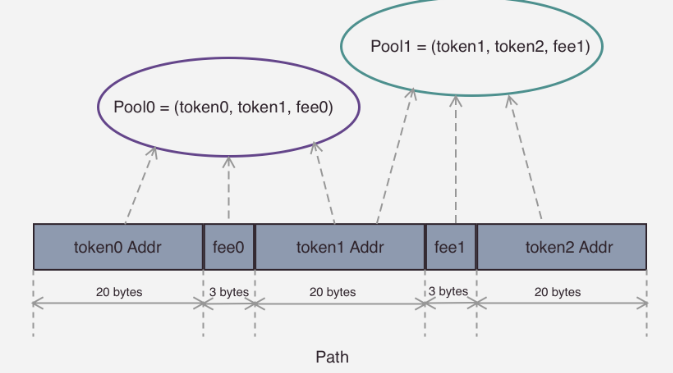 Pool1 = (token1, token2, fee1)
Pool0 = (token0, token1, fee0)
token0 Addr
fee0
token1 Addr
fee1
token2 Addr
20 bytes
3 bytes
20 bytes
3 bytes
20 bytes
Path